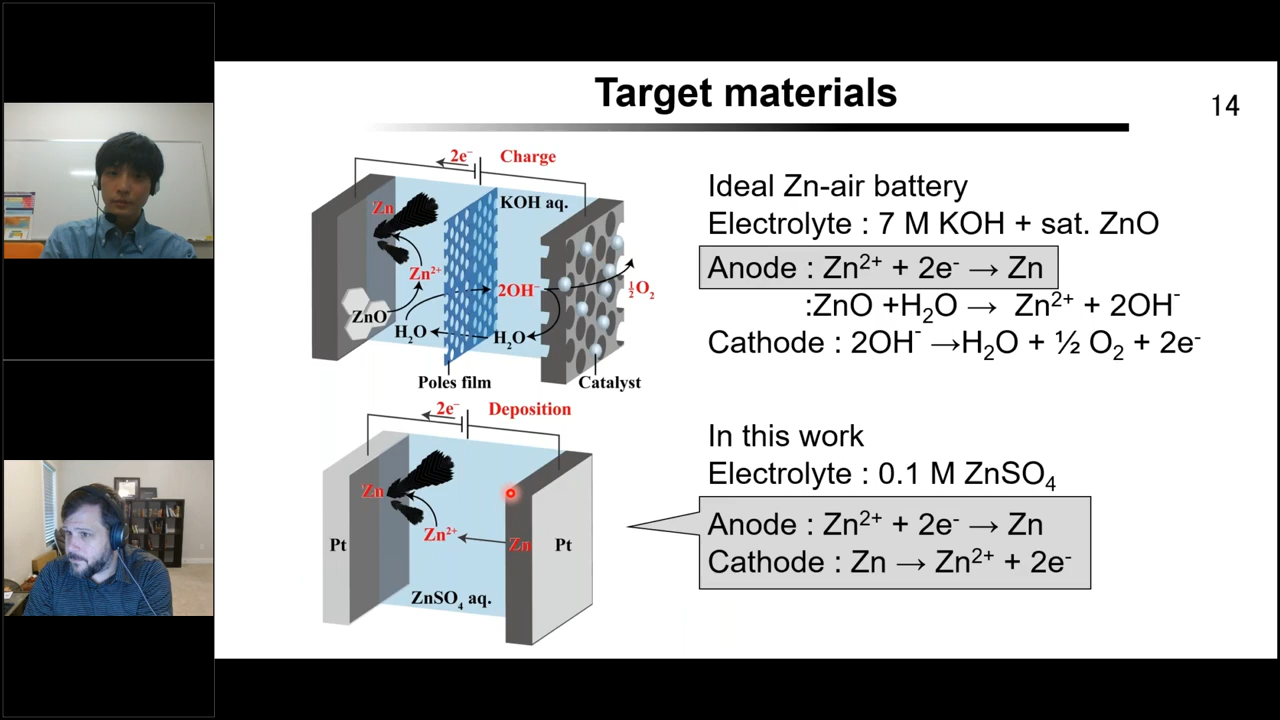 Target materials
14
2e⁻
Charge
Zn
KOH aq.
Zn²⁺
2OH⁻
½O₂
ZnO
H₂O
H₂O
Poles film
Catalyst
Ideal Zn-air battery
Electrolyte : 7 M KOH + sat. ZnO
Anode : Zn²⁺ + 2e⁻ → Zn
:ZnO +H₂O → Zn²⁺ + 2OH⁻
Cathode : 2OH⁻ →H₂O + ½ O₂ + 2e⁻
2e⁻
Deposition
Zn
Zn²⁺
Zn
Pt
Pt
ZnSO₄ aq.
In this work
Electrolyte : 0.1 M ZnSO₄
Anode : Zn²⁺ + 2e⁻ → Zn
Cathode : Zn → Zn²⁺ + 2e⁻